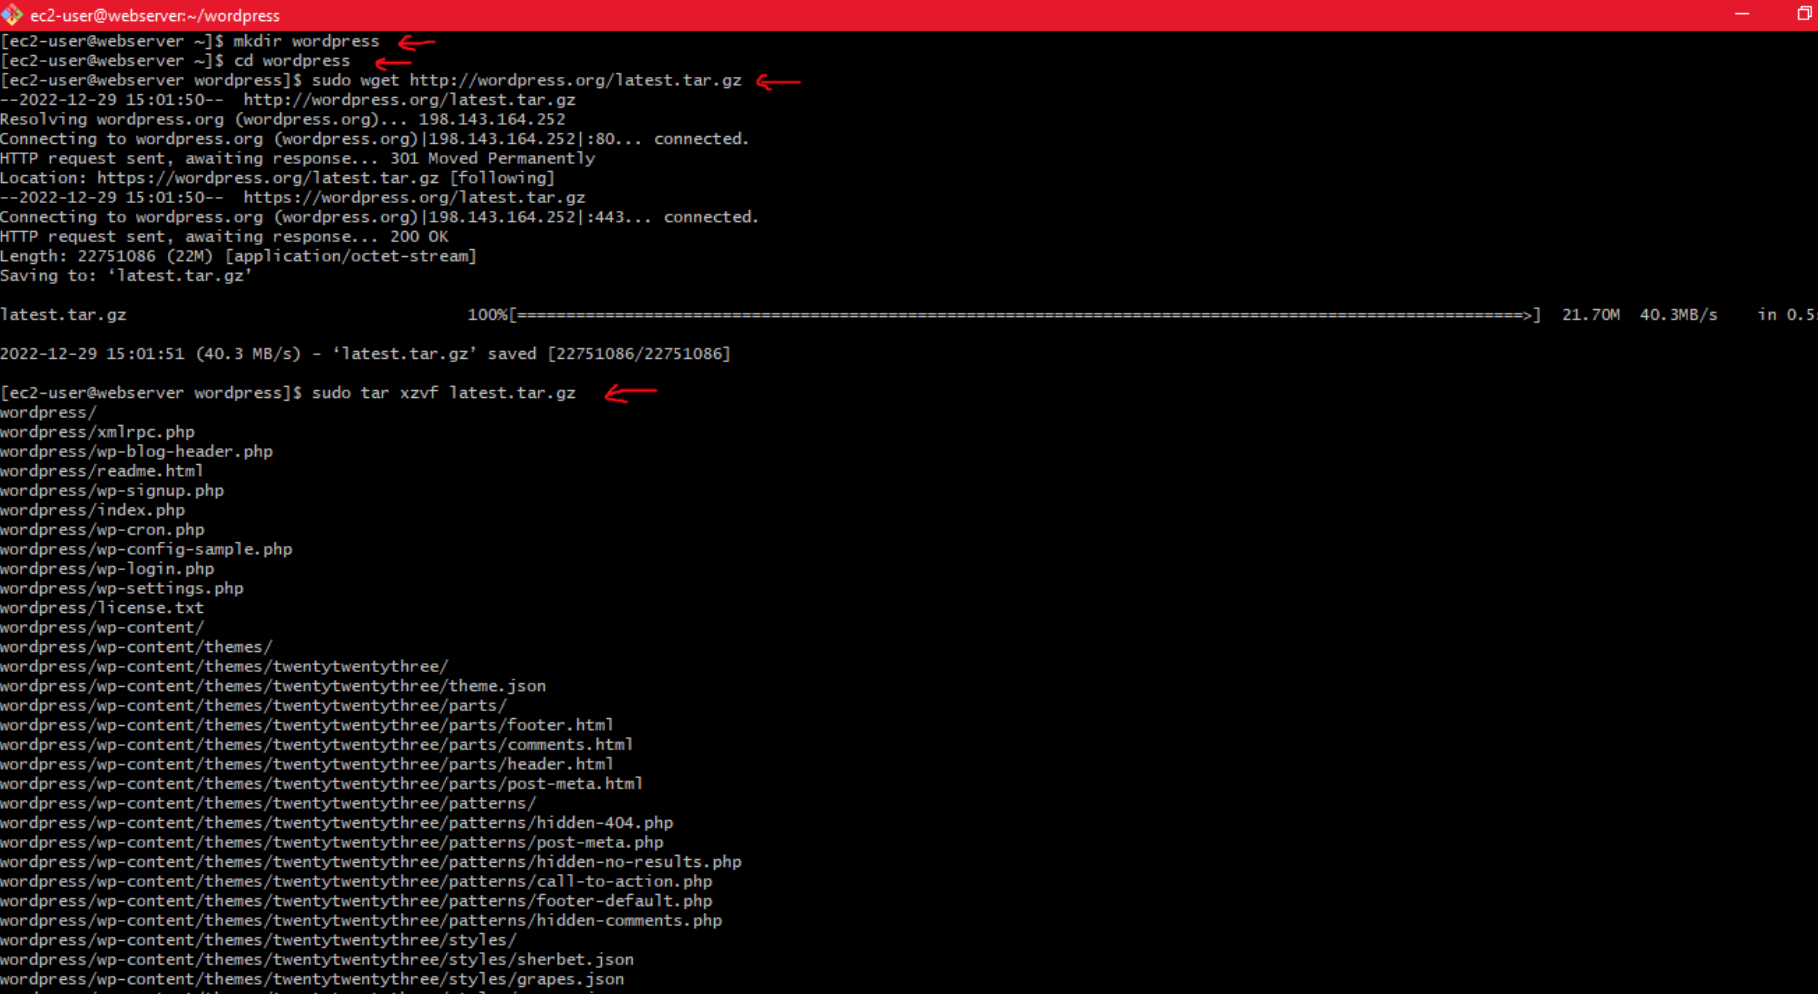 ec2-user@webserver:~/wordpress
[ec2-user@webserver ~]$ mkdir wordpress
[ec2-user@webserver ~]$ cd wordpress
[ec2-user@webserver wordpress]$ sudo wget http://wordpress.org/latest.tar.gz
--2022-12-29 15:01:50--  http://wordpress.org/latest.tar.gz
Resolving wordpress.org (wordpress.org)... 198.143.164.252
Connecting to wordpress.org (wordpress.org)|198.143.164.252|:80... connected.
HTTP request sent, awaiting response... 301 Moved Permanently
Location: https://wordpress.org/latest.tar.gz [following]
--2022-12-29 15:01:50--  https://wordpress.org/latest.tar.gz
Connecting to wordpress.org (wordpress.org)|198.143.164.252|:443... connected.
HTTP request sent, awaiting response... 200 OK
Length: 22751086 (22M) [application/octet-stream]
Saving to: ‘latest.tar.gz’
latest.tar.gz 100%[=======================================================================================================>] 21.70M 40.3MB/s in 0.5s
2022-12-29 15:01:51 (40.3 MB/s) - ‘latest.tar.gz’ saved [22751086/22751086]
[ec2-user@webserver wordpress]$ sudo tar xzvf latest.tar.gz
wordpress/
wordpress/xmlrpc.php
wordpress/wp-blog-header.php
wordpress/readme.html
wordpress/wp-signup.php
wordpress/index.php
wordpress/wp-cron.php
wordpress/wp-config-sample.php
wordpress/wp-login.php
wordpress/wp-settings.php
wordpress/license.txt
wordpress/wp-content/
wordpress/wp-content/themes/
wordpress/wp-content/themes/twentytwentythree/
wordpress/wp-content/themes/twentytwentythree/theme.json
wordpress/wp-content/themes/twentytwentythree/parts/
wordpress/wp-content/themes/twentytwentythree/parts/footer.html
wordpress/wp-content/themes/twentytwentythree/parts/comments.html
wordpress/wp-content/themes/twentytwentythree/parts/header.html
wordpress/wp-content/themes/twentytwentythree/parts/post-meta.html
wordpress/wp-content/themes/twentytwentythree/patterns/
wordpress/wp-content/themes/twentytwentythree/patterns/hidden-404.php
wordpress/wp-content/themes/twentytwentythree/patterns/post-meta.php
wordpress/wp-content/themes/twentytwentythree/patterns/hidden-no-results.php
wordpress/wp-content/themes/twentytwentythree/patterns/call-to-action.php
wordpress/wp-content/themes/twentytwentythree/patterns/footer-default.php
wordpress/wp-content/themes/twentytwentythree/patterns/hidden-comments.php
wordpress/wp-content/themes/twentytwentythree/styles/
wordpress/wp-content/themes/twentytwentythree/styles/sherbet.json
wordpress/wp-content/themes/twentytwentythree/styles/grapes.json